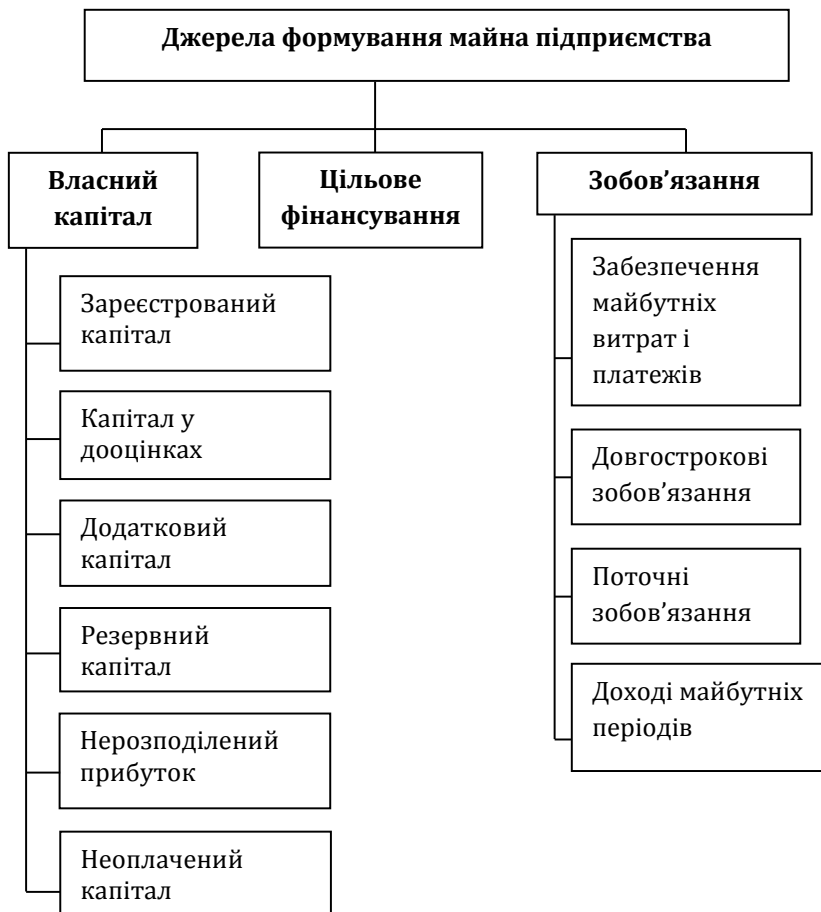 Джерела формування майна підприємства
Власний
капітал
Цільове
фінансування
Зобов’язання
Зареєстрований
капітал
Капітал у
дооцінках
Додатковий
капітал
Резервний
капітал
Нерозподілений
прибуток
Неоплачений
капітал
Забезпечення
майбутніх
витрат і
платежів
Довгострокові
зобов’язання
Поточні
зобов’язання
Доході майбутніх
періодів